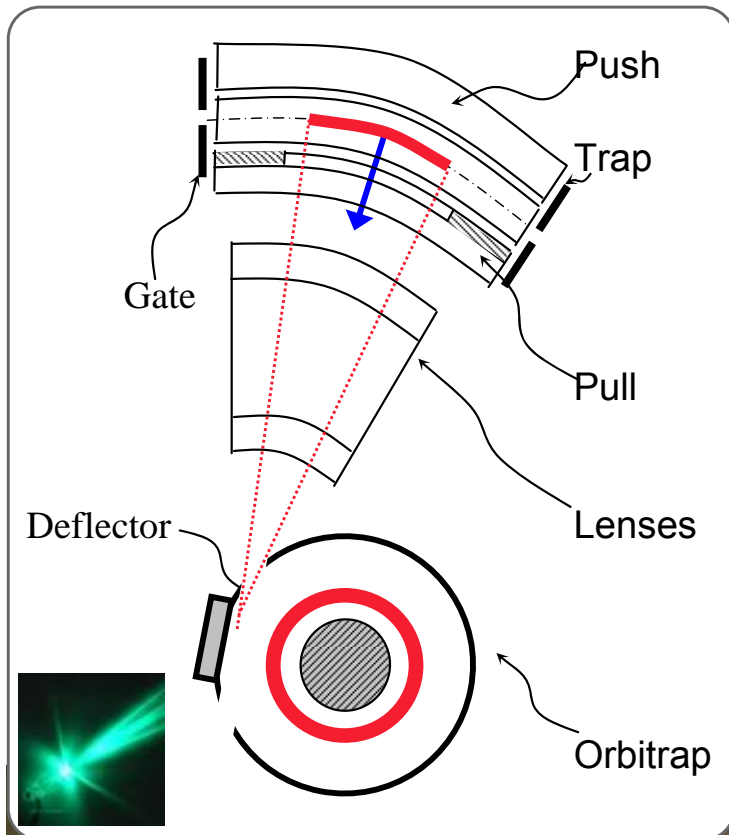 Push
Trap
Gate
Pull
Lenses
Deflector
Orbitrap